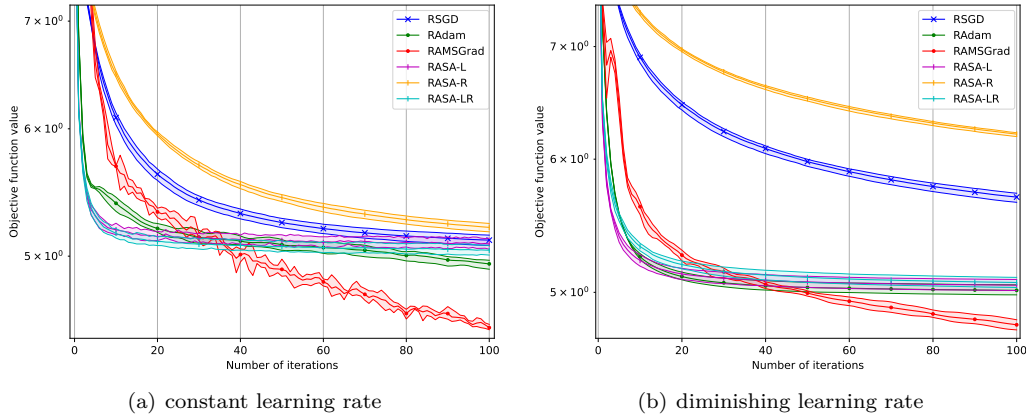 7 × 10⁰
6 × 10⁰
5 × 10⁰
Objective function value
0 20 40 60 80 100
Number of iterations
RSGD
RAdam
RAMSGrad
RASA-L
RASA-R
RASA-LR
(a) constant learning rate
7 × 10⁰
6 × 10⁰
5 × 10⁰
Objective function value
0 20 40 60 80 100
Number of iterations
RSGD
RAdam
RAMSGrad
RASA-L
RASA-R
RASA-LR
(b) diminishing learning rate